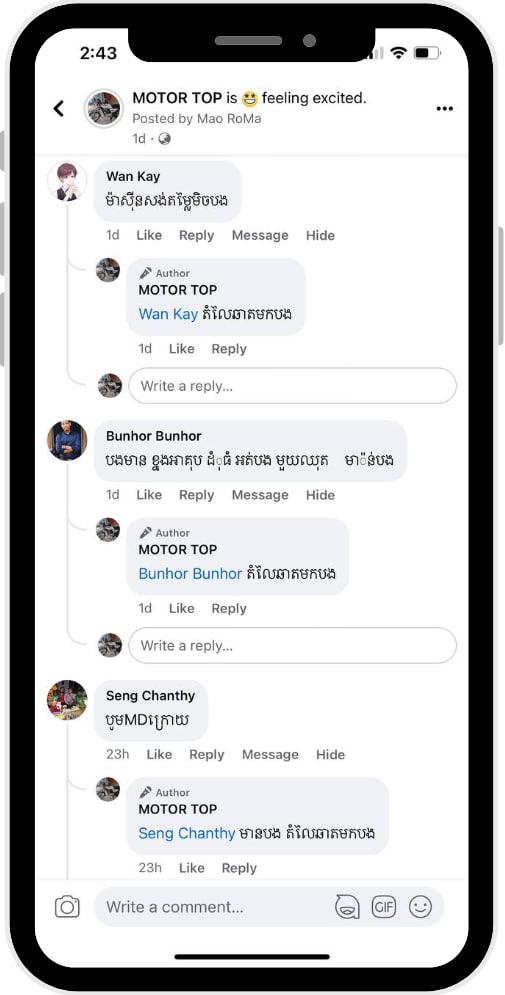 2:43
MOTOR TOP is 🤩 feeling excited.
Posted by Mao RoMa
1d ·
Wan Kay
ម៉ាស៊ីនសង់តម្លៃមិចបង
1d Like Reply Message Hide
Author
MOTOR TOP
Wan Kay តំលៃឆាតមកបង
1d Like Reply
Write a reply...
Bunhor Bunhor
បងមាន ខ្នងអាគុប ដំុធំ អត់បង មួយឈុត មា៉ន់បង
1d Like Reply Message Hide
Author
MOTOR TOP
Bunhor Bunhor តំលៃឆាតមកបង
1d Like Reply
Write a reply...
Seng Chanthy
បូមMDក្រោយ
23h Like Reply Message Hide
Author
MOTOR TOP
Seng Chanthy មានបង តំលៃឆាតមកបង
23h Like Reply
Write a comment...
GIF